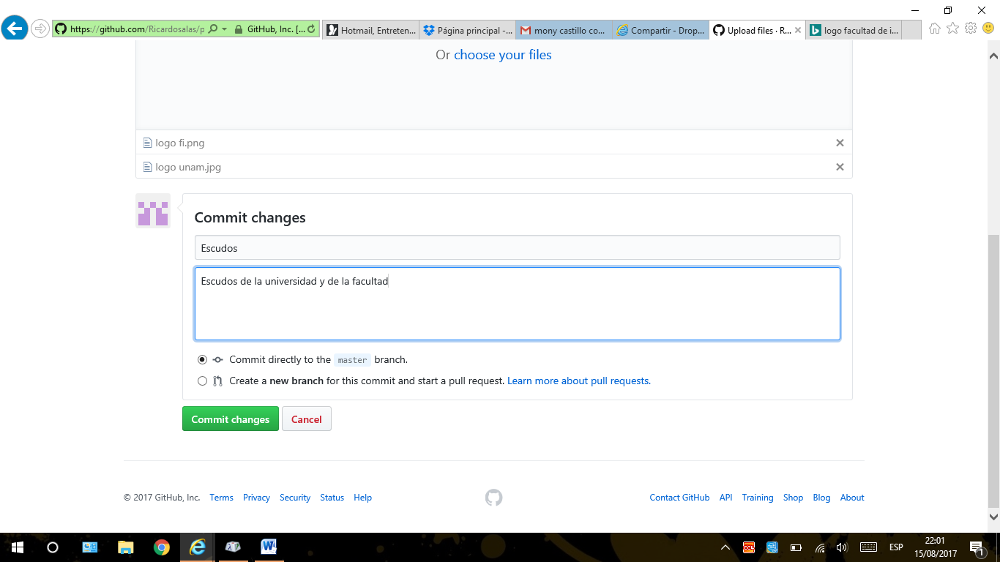 https://github.com/Ricardosalas/p
GitHub, Inc. [...
Hotmail, Entreten...
Página principal -...
mony castillo co...
Compartir - Drop...
Upload files · R...
logo facultad de i...
Or choose your files
logo fi.png
logo unam.jpg
Commit changes
Escudos
Escudos de la universidad y de la facultad
Commit directly to the master branch.
Create a new branch for this commit and start a pull request. Learn more about pull requests.
Commit changes
Cancel
© 2017 GitHub, Inc. Terms Privacy Security Status Help
Contact GitHub API Training Shop Blog About
ESP
22:01
15/08/2017
1